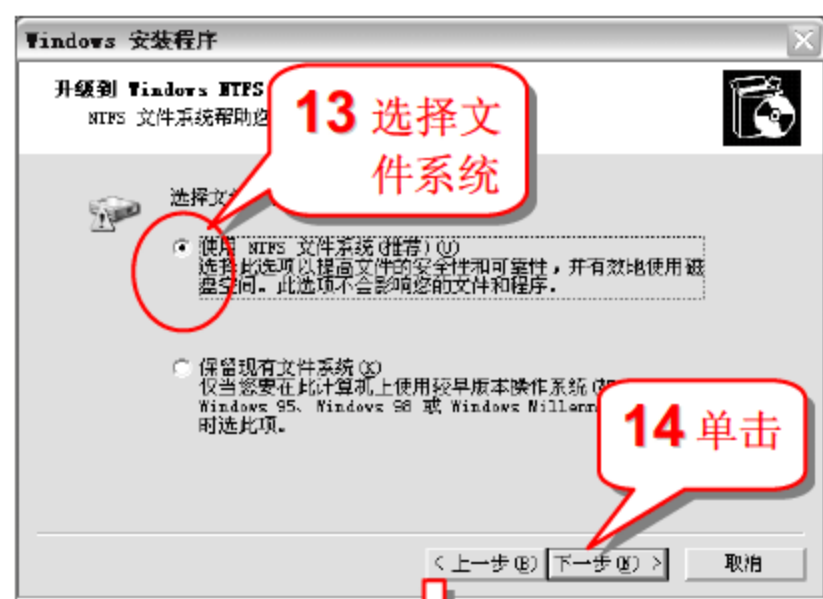 Windows 安装程序
升级到 Windows NTFS
NTFS 文件系统帮助您
13 选择文
件系统
选择文
使用 NTFS 文件系统(推荐)(U)
选择此选项以提高文件的安全性和可靠性，并有效地使用磁
盘空间。此选项不会影响您的文件和程序。
保留现有文件系统(X)
仅当您要在此计算机上使用较早版本操作系统(如
Windows 95、Windows 98 或 Windows Millenn
时选此项。
14 单击
< 上一步(B) 下一步(N) > 取消